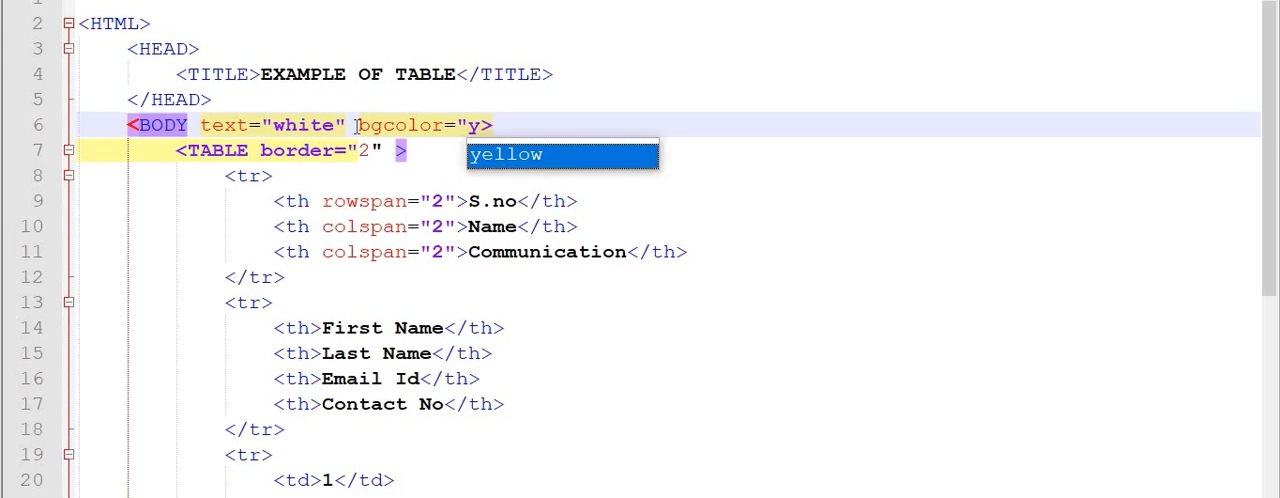 1
2 <HTML>
3 <HEAD>
4 <TITLE>EXAMPLE OF TABLE</TITLE>
5 </HEAD>
6 <BODY text="white" bgcolor="y>
7 <TABLE border="2" >
yellow
8 <tr>
9 <th rowspan="2">S.no</th>
10 <th colspan="2">Name</th>
11 <th colspan="2">Communication</th>
12 </tr>
13 <tr>
14 <th>First Name</th>
15 <th>Last Name</th>
16 <th>Email Id</th>
17 <th>Contact No</th>
18 </tr>
19 <tr>
20 <td>1</td>